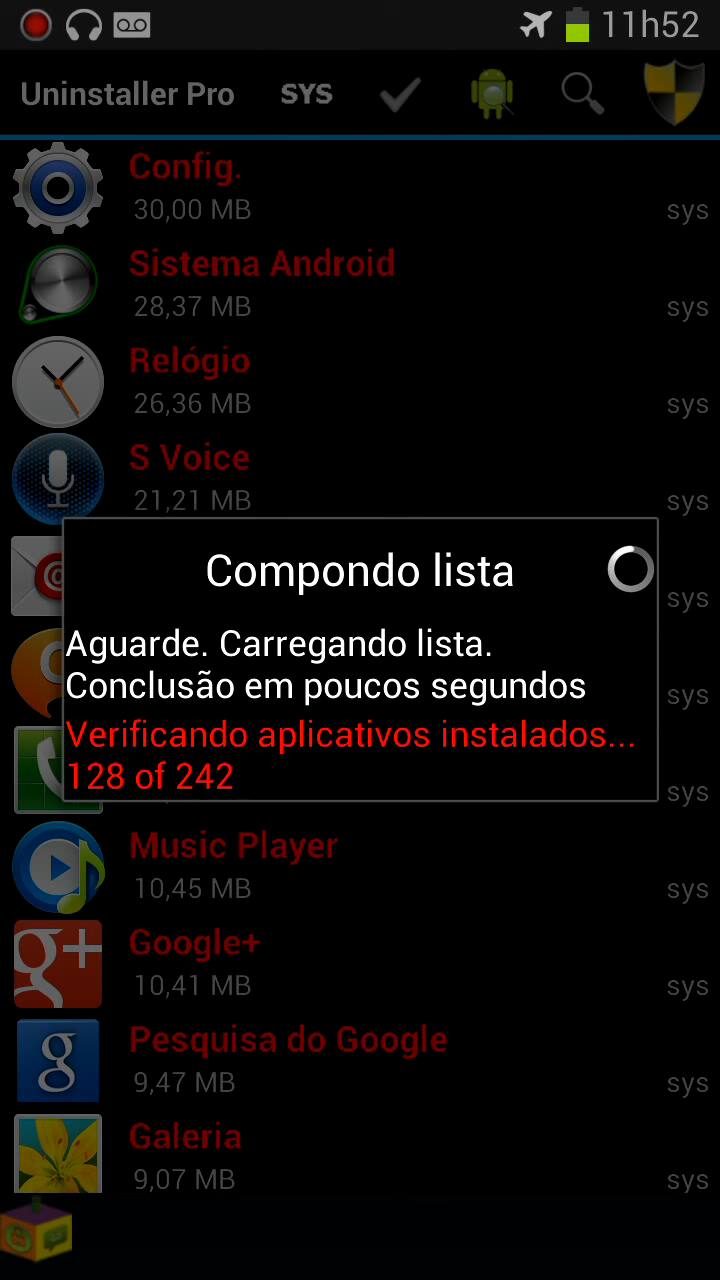 11h52
Uninstaller Pro SYS
Config.
30,00 MB sys
Sistema Android
28,37 MB sys
Relógio
26,36 MB sys
S Voice
21,21 MB sys
Compondo lista
sys
Aguarde. Carregando lista.
Conclusão em poucos segundos
sys
Verificando aplicativos instalados...
128 of 242
sys
Music Player
10,45 MB sys
Google+
10,41 MB sys
Pesquisa do Google
9,47 MB sys
Galeria
9,07 MB sys